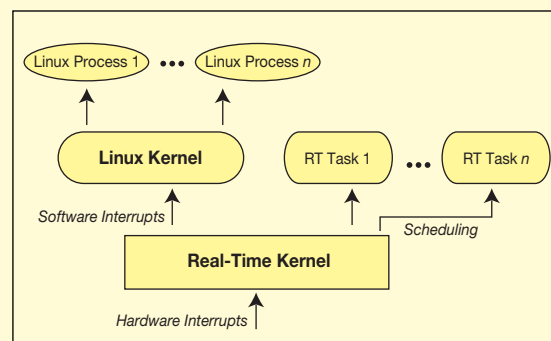 Linux Process 1 ••• Linux Process n
Linux Kernel
RT Task 1 ••• RT Task n
Software Interrupts
Scheduling
Real-Time Kernel
Hardware Interrupts